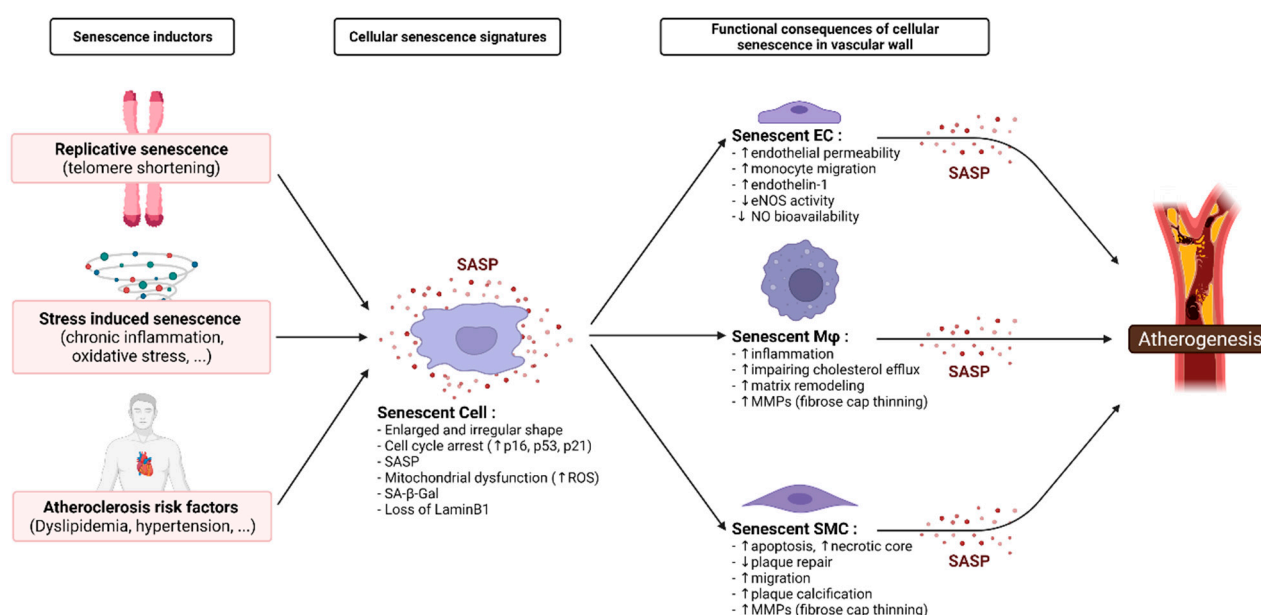 Senescence inductors
Cellular senescence signatures
Functional consequences of cellular
senescence in vascular wall
Replicative senescence
(telomere shortening)
Stress induced senescence
(chronic inflammation,
oxidative stress, ...)
Atheroclerosis risk factors
(Dyslipidemia, hypertension, ...)
SASP
Senescent Cell :
- Enlarged and irregular shape
- Cell cycle arrest (↑p16, p53, p21)
- SASP
- Mitochondrial dysfunction (↑ROS)
- SA-β-Gal
- Loss of LaminB1
Senescent EC :
- ↑endothelial permeability
- ↑monocyte migration
- ↑endothelin-1
- ↓eNOS activity
-↓ NO bioavailability
SASP
Senescent Mφ :
- ↑inflammation
- ↑impairing cholesterol efflux
- ↑matrix remodeling
- ↑MMPs (fibrose cap thinning)
SASP
Senescent SMC :
- ↑apoptosis, ↑necrotic core
- ↓plaque repair
- ↑migration
- ↑plaque calcification
- ↑MMPs (fibrose cap thinning)
SASP
Atherogenesis